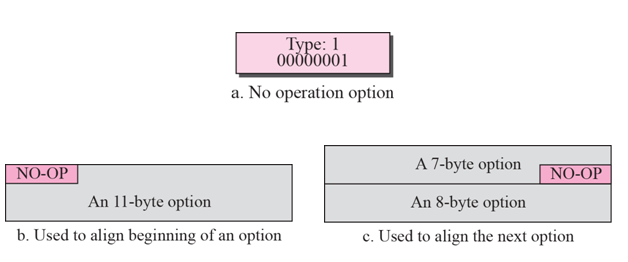 Type: 1
00000001
a. No operation option
NO-OP
An 11-byte option
b. Used to align beginning of an option
A 7-byte option
NO-OP
An 8-byte option
c. Used to align the next option